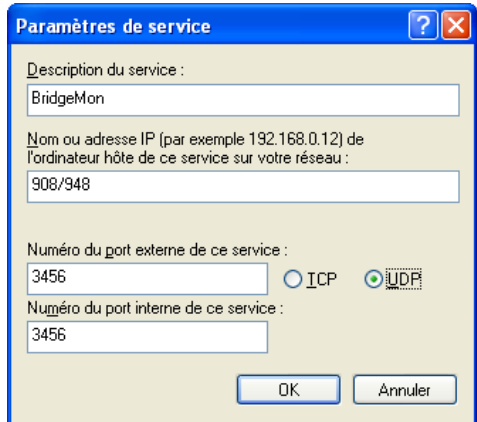 Paramètres de service
Description du service :
BridgeMon
Nom ou adresse IP (par exemple 192.168.0.12) de
l'ordinateur hôte de ce service sur votre réseau :
908/948
Numéro du port externe de ce service :
3456 TCP UDP
Numéro du port interne de ce service :
3456
OK Annuler